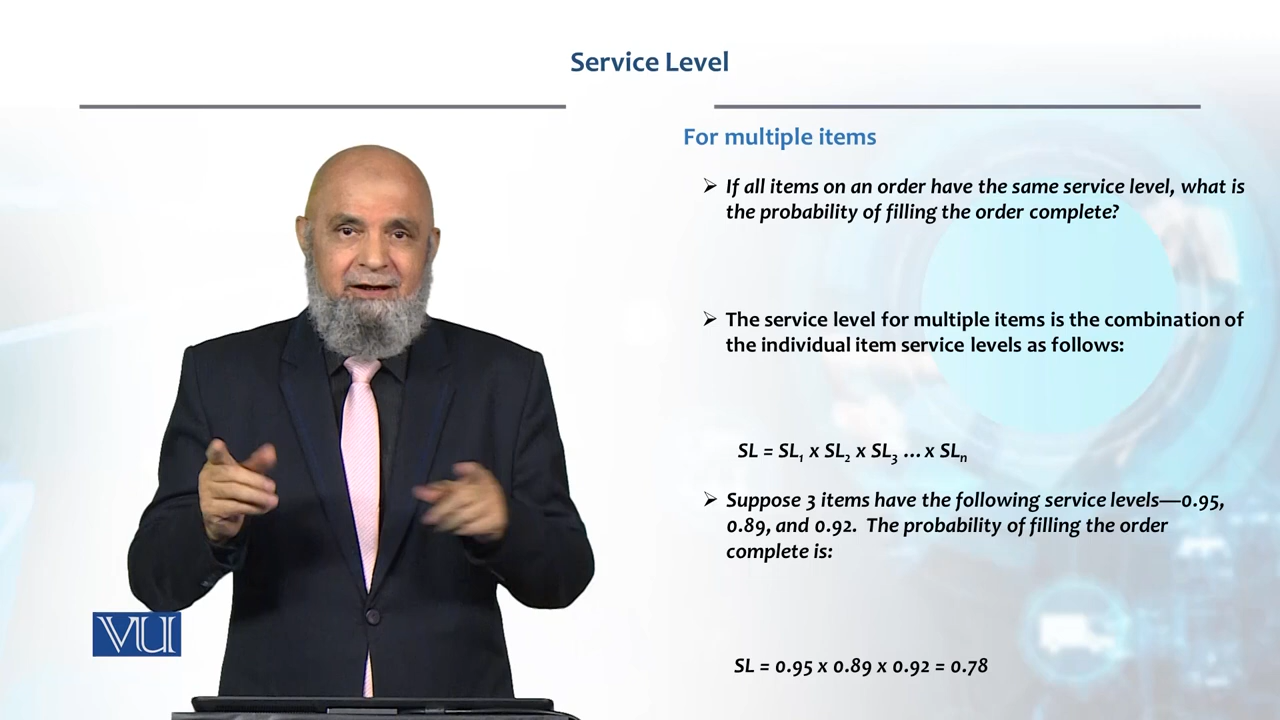 Service Level
For multiple items
➢ If all items on an order have the same service level, what is
the probability of filling the order complete?
➢ The service level for multiple items is the combination of
the individual item service levels as follows:
SL = SL₁ x SL₂ x SL₃ …x SLₙ
➢ Suppose 3 items have the following service levels—0.95,
0.89, and 0.92. The probability of filling the order
complete is:
VU
SL = 0.95 x 0.89 x 0.92 = 0.78